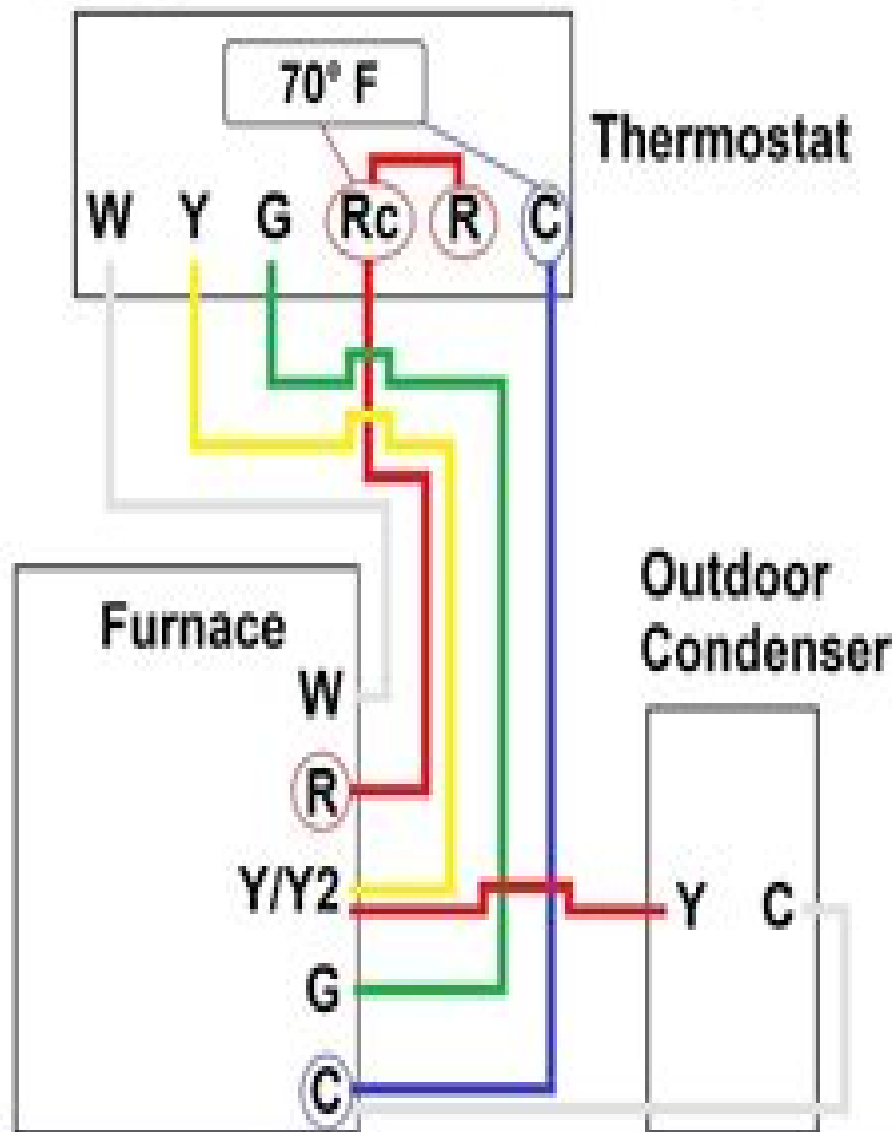 70° F
Thermostat
W Y G Rc R C
Outdoor
Condenser
Furnace
W
R
Y/Y2
Y C
G
C